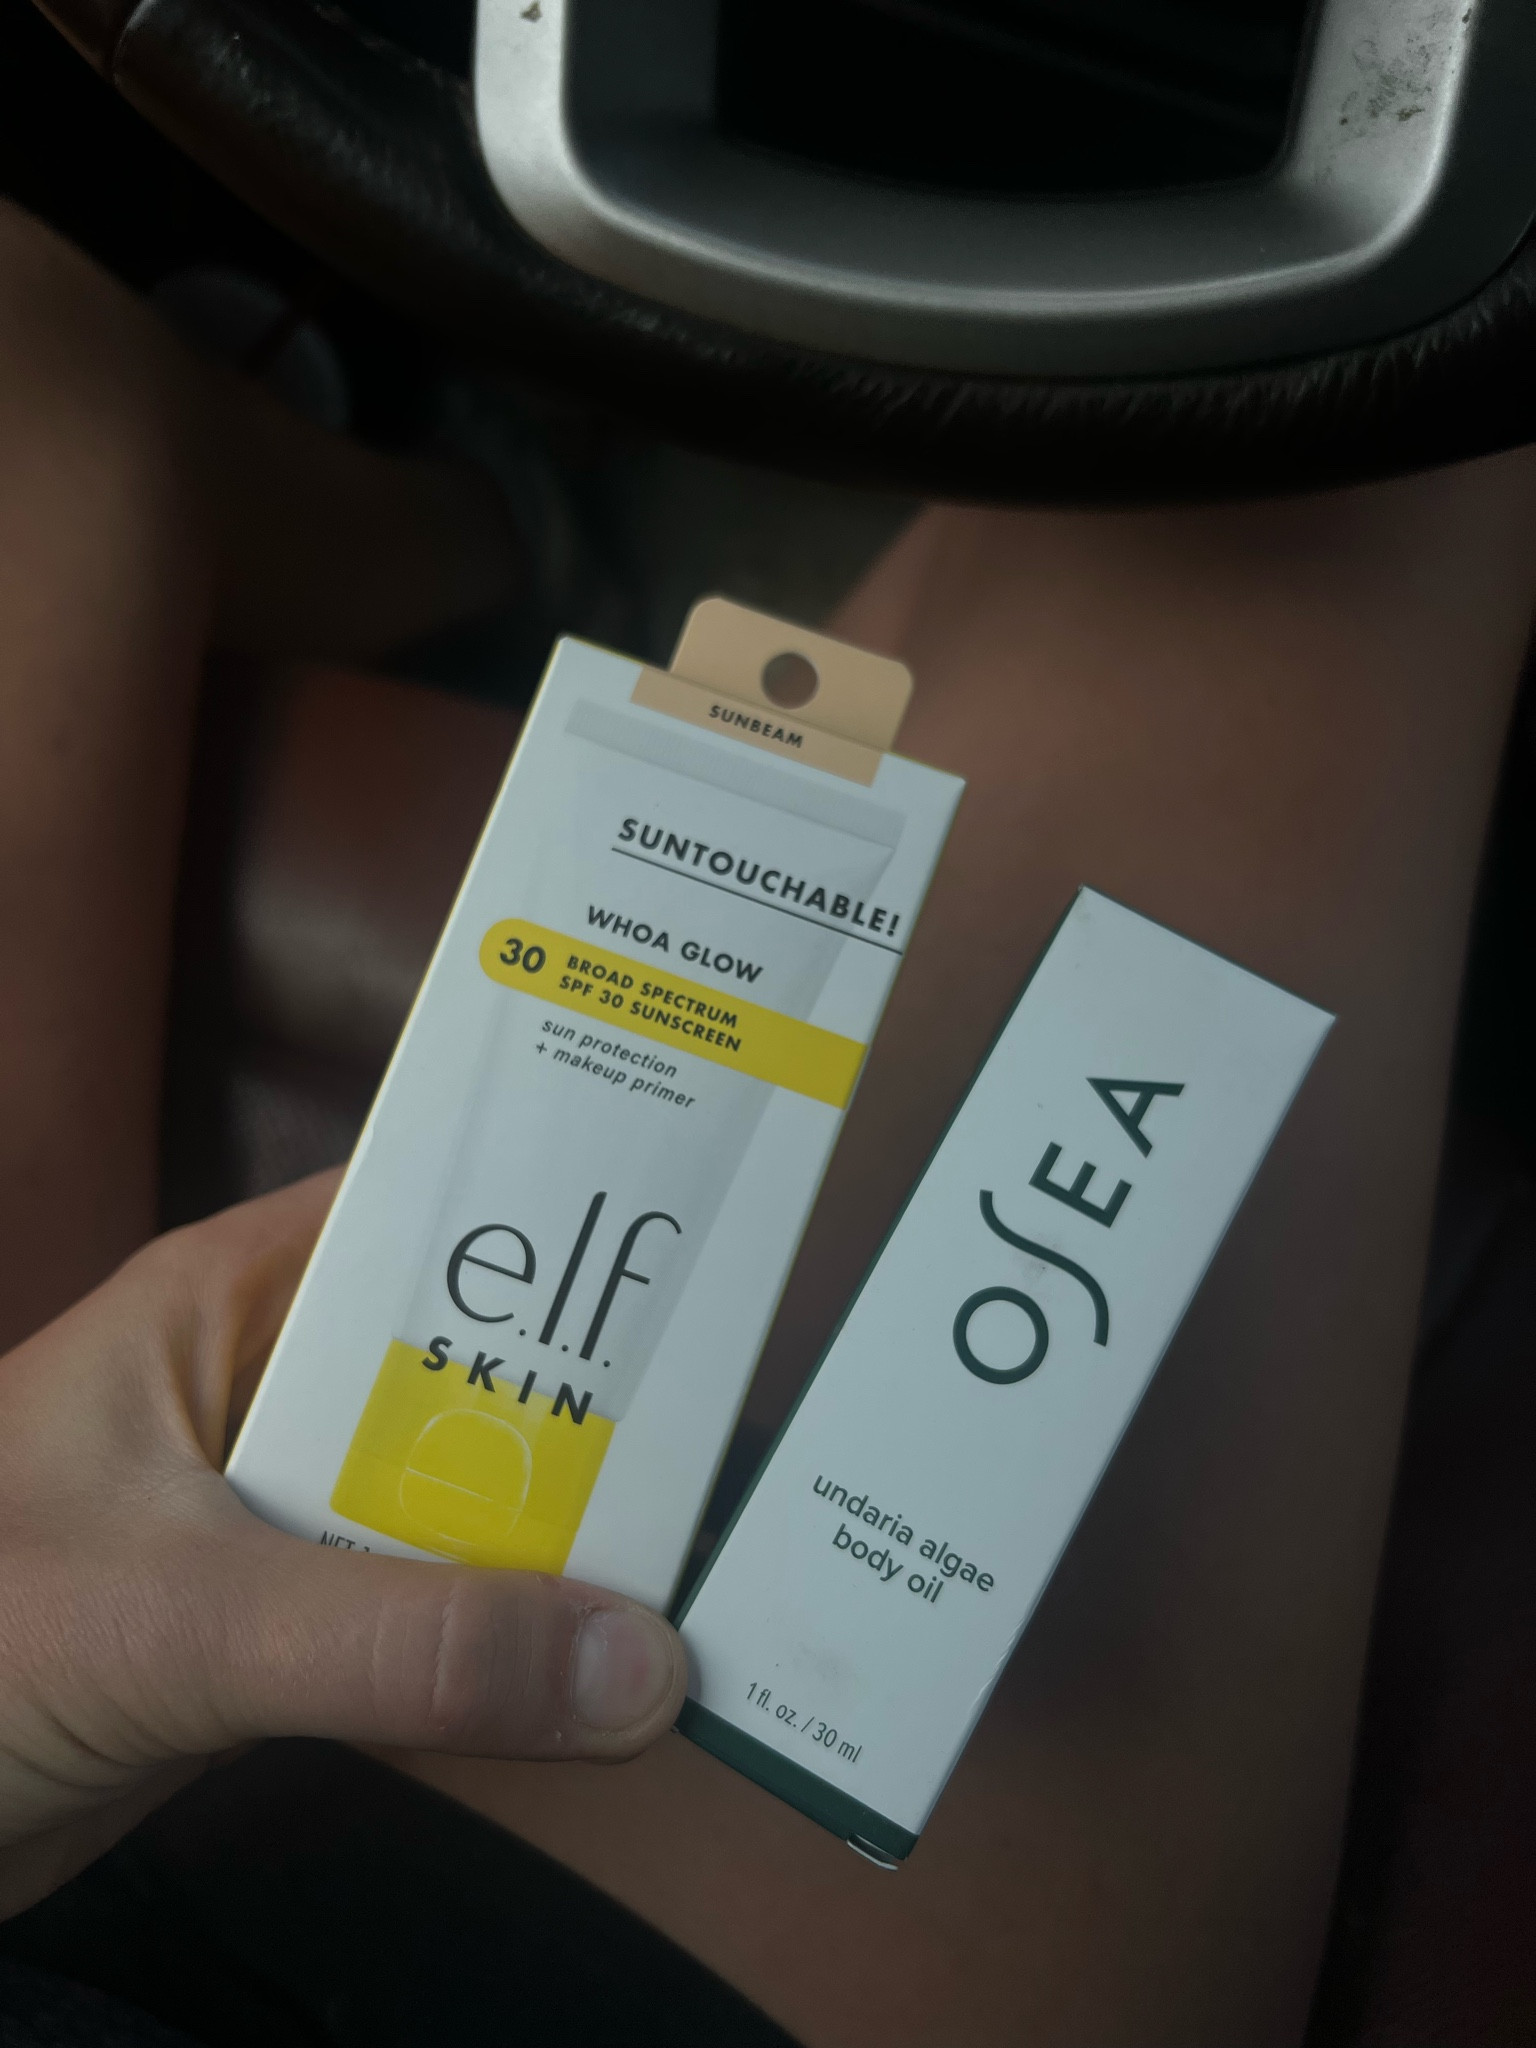 SUNBEAM
SUNTOUCHABLE!
WHOA GLOW
30
BROAD SPECTRUM
SPF 30 SUNSCREEN
sun protection
+ makeup primer
e.l.f.
SKIN
NET
OSEA
undaria algae
body oil
1 fl. oz. / 30 ml